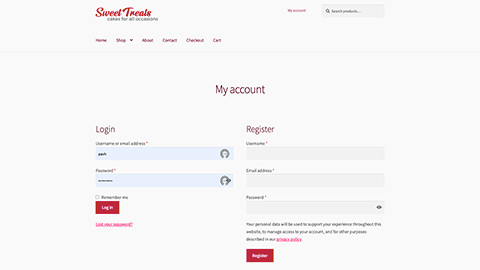 Sweet Treats
cakes for all occasions
My account
Search products...
Home
Shop
About
Contact
Checkout
Cart
My account
Login
Username or email address *
Password *
Remember me
Log in
Lost your password?
Register
Username *
Email address *
Password *
Your personal data will be used to support your experience throughout
this website, to manage access to your account, and for other purposes
described in our privacy policy.
Register